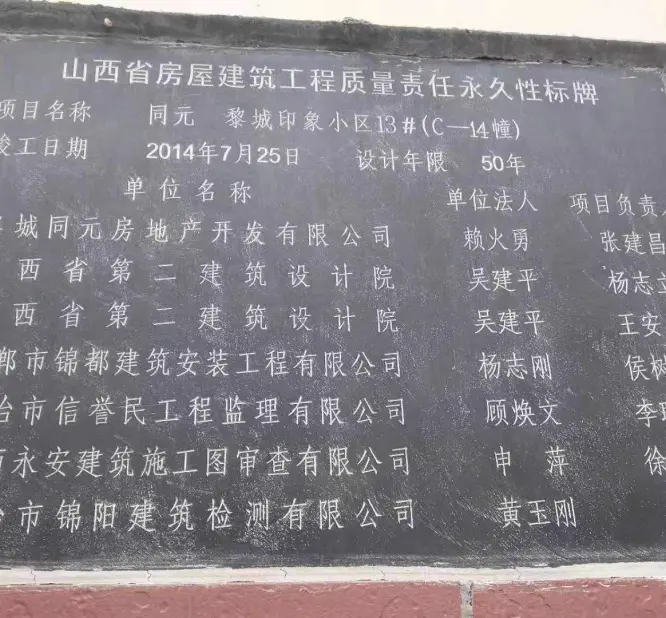 山西省房屋建筑工程质量责任永久性标牌
项目名称 同元 黎城印象小区13#(C—14幢)
竣工日期 2014年7月25日 设计年限 50年
单位名称 单位法人 项目负责
城同元房地产开发有限公司 赖火勇 张建昌
西省第二建筑设计院 吴建平 杨志
西省第二建筑设计院 吴建平 王安
郸市锦都建筑安装工程有限公司 杨志刚 侯树
台市信誉民工程监理有限公司 顾焕文 李
永安建筑施工图审查有限公司 申萍 徐
台市锦阳建筑检测有限公司 黄玉刚